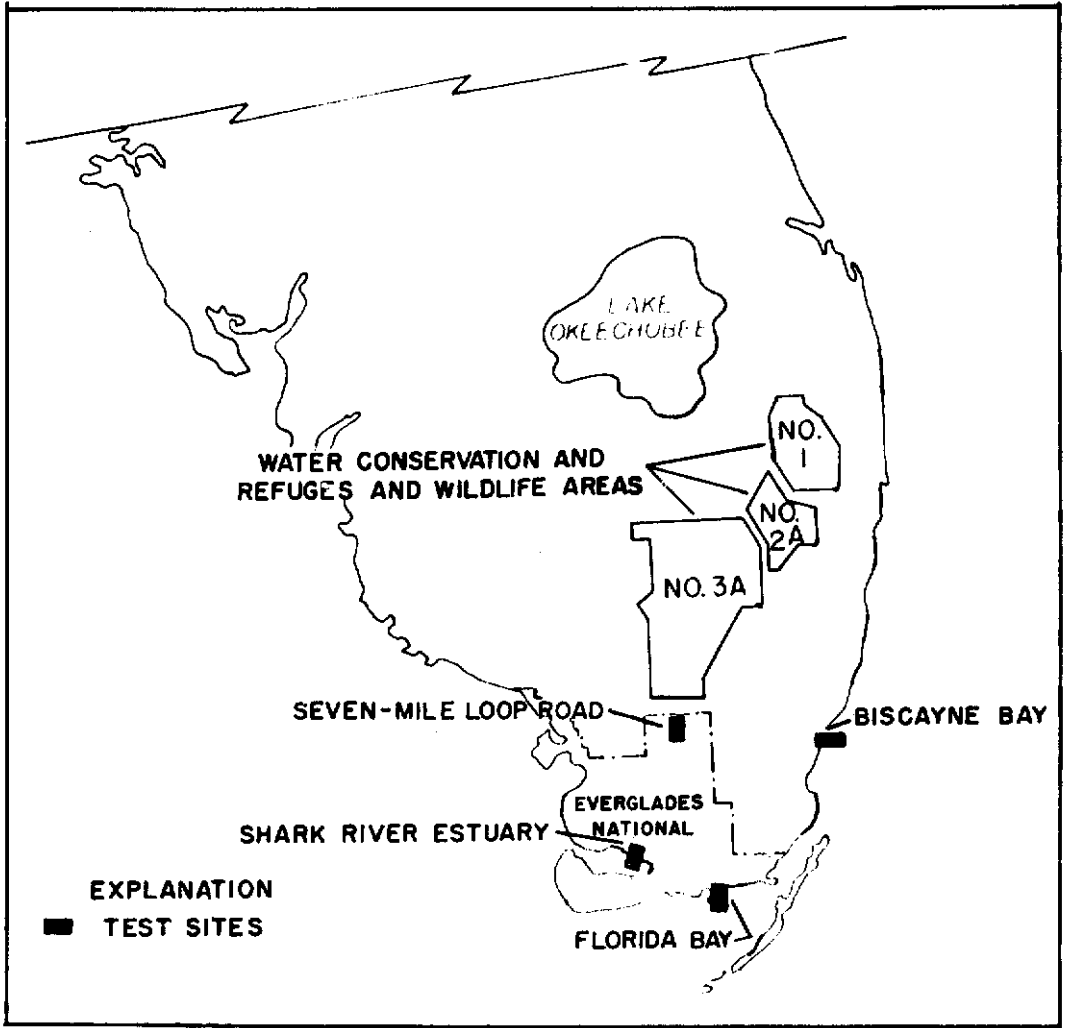 LAKE
OKEECHOBEE
NO.
1
WATER CONSERVATION AND
REFUGES AND WILDLIFE AREAS
NO.
2A
NO. 3A
SEVEN-MILE LOOP ROAD
BISCAYNE BAY
EVERGLADES
NATIONAL
SHARK RIVER ESTUARY
EXPLANATION
TEST SITES
FLORIDA BAY